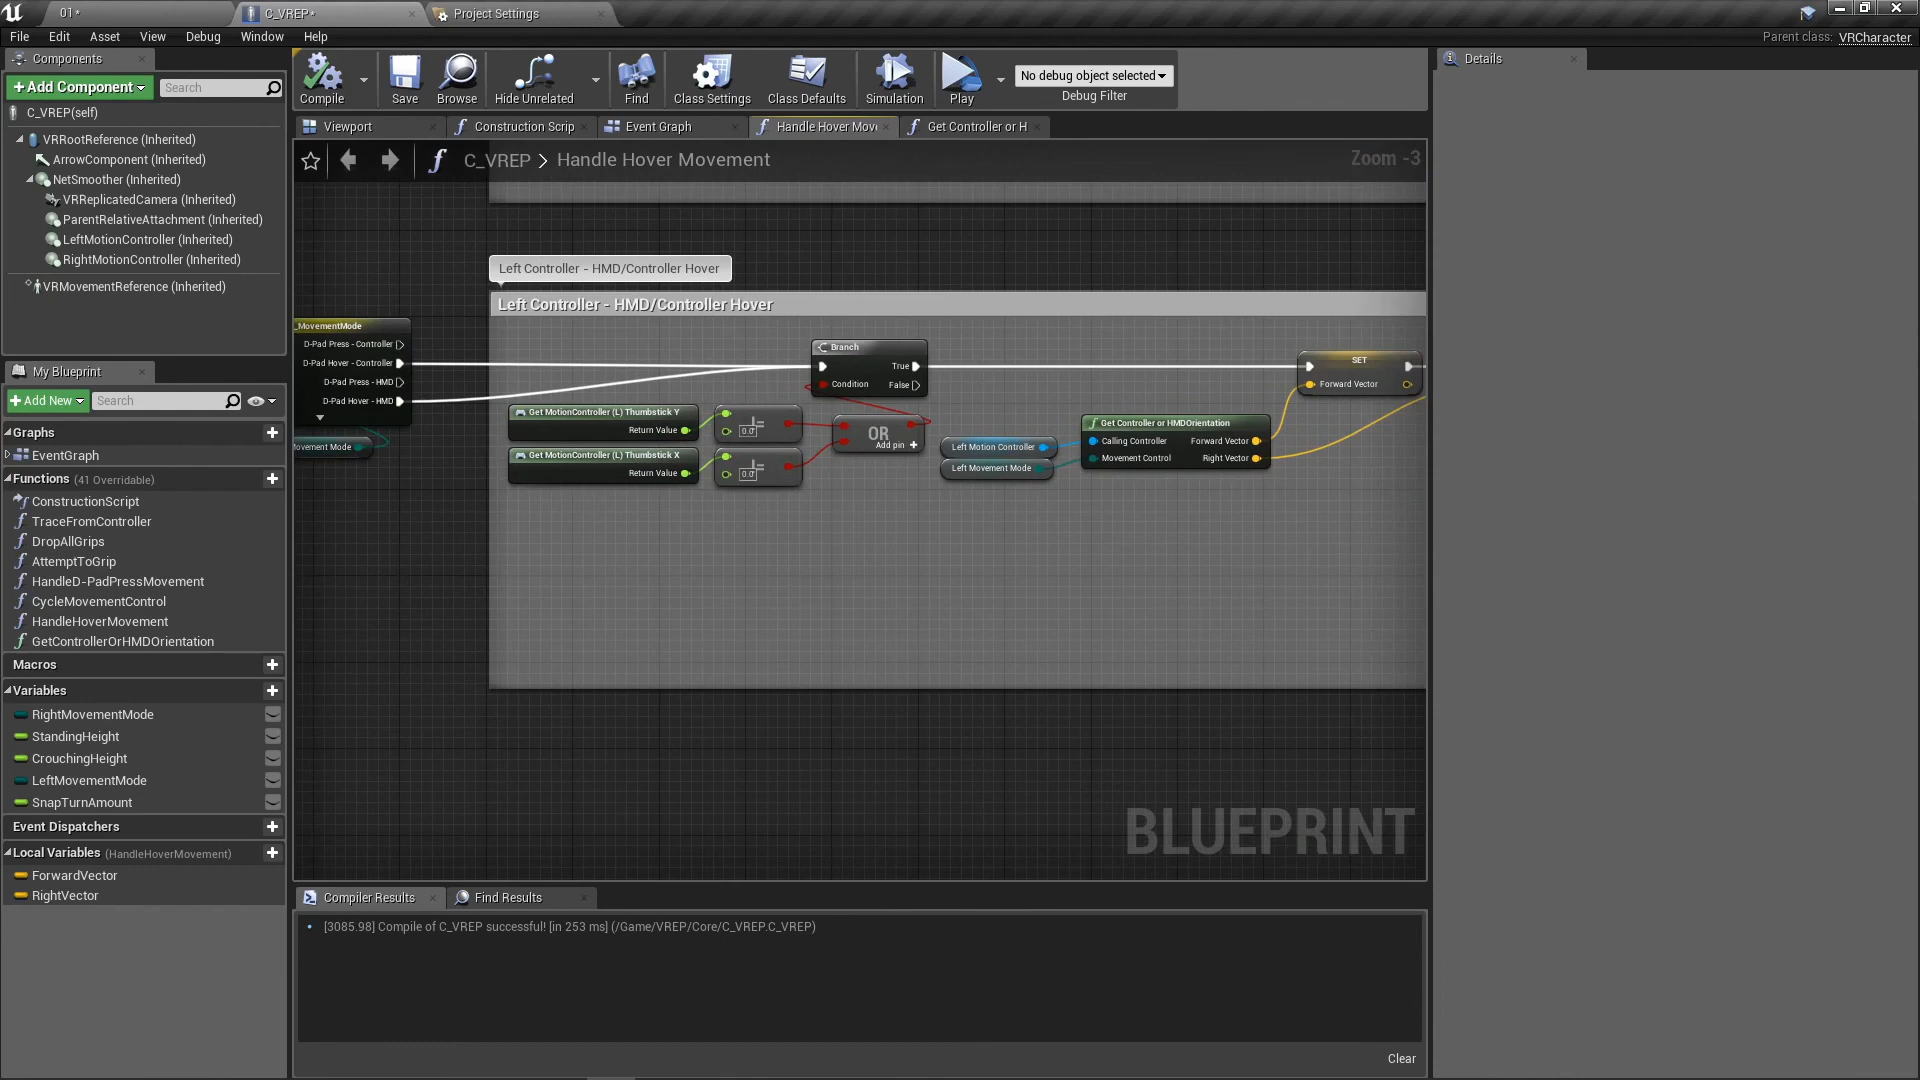 01*
C_VREP*
Project Settings
File Edit Asset View Debug Window Help
Parent class: VRCharacter
Components
Add Component
Search
C_VREP(self)
VRRootReference (Inherited)
ArrowComponent (Inherited)
NetSmoother (Inherited)
VRReplicatedCamera (Inherited)
ParentRelativeAttachment (Inherited)
LeftMotionController (Inherited)
RightMotionController (Inherited)
VRMovementReference (Inherited)
My Blueprint
Add New
Search
Graphs
EventGraph
Functions (41 Overridable)
ConstructionScript
TraceFromController
DropAllGrips
AttemptToGrip
HandleD-PadPressMovement
CycleMovementControl
HandleHoverMovement
GetControllerOrHMDOrientation
Macros
Variables
RightMovementMode
StandingHeight
CrouchingHeight
LeftMovementMode
SnapTurnAmount
Event Dispatchers
Local Variables (HandleHoverMovement)
ForwardVector
RightVector
Compile
Save
Browse
Hide Unrelated
Find
Class Settings
Class Defaults
Simulation
Play
No debug object selected
Debug Filter
Viewport
Construction Scrip
Event Graph
Handle Hover Mov
Get Controller or H
C_VREP > Handle Hover Movement
Zoom -3
Left Controller - HMD/Controller Hover
Left Controller - HMD/Controller Hover
_MovementMode
D-Pad Press - Controller
D-Pad Hover - Controller
D-Pad Press - HMD
D-Pad Hover - HMD
Movement Mode
Branch
True
Condition
False
Get MotionController (L) Thumbstick Y
Return Value
0.0
Get MotionController (L) Thumbstick X
Return Value
0.0
OR
Add pin
Left Motion Controller
Left Movement Mode
Get Controller or HMDOrientation
Calling Controller
Forward Vector
Movement Control
Right Vector
SET
Forward Vector
BLUEPRINT
Compiler Results
Find Results
[3085.98] Compile of C_VREP successful! [in 253 ms] (/Game/VREP/Core/C_VREP.C_VREP)
Clear
Details